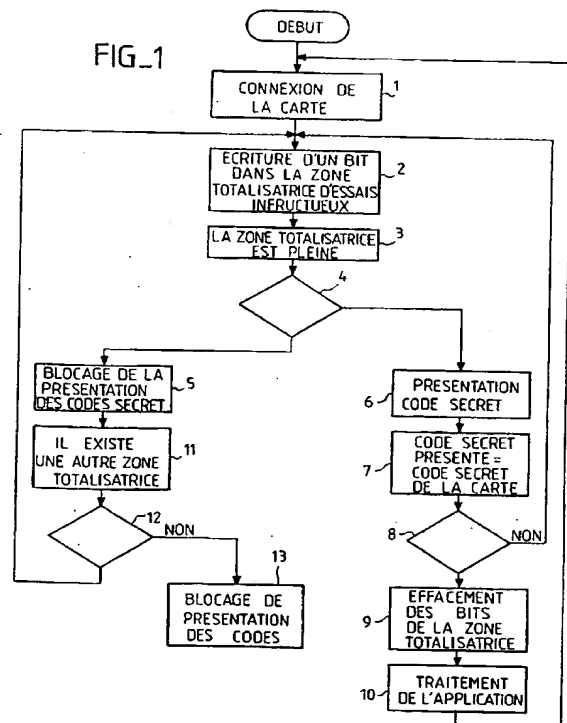 DEBUT
FIG_1
CONNEXION DE
LA CARTE
1
ECRITURE D'UN BIT
DANS LA ZONE
TOTALISATRICE D'ESSAIS
INFRUCTUEUX
2
LA ZONE TOTALISATRICE
EST PLEINE
3
4
BLOCAGE DE LA
PRESENTATION
DES CODES SECRET
5
PRESENTATION
CODE SECRET
6
IL EXISTE
UNE AUTRE ZONE
TOTALISATRICE
11
CODE SECRET
PRESENTE =
CODE SECRET
DE LA CARTE
7
12
NON
8
NON
13
BLOCAGE DE
PRESENTATION
DES CODES
EFFACEMENT
DES BITS
DE LA ZONE
TOTALISATRICE
9
TRAITEMENT
DE L'APPLICATION
10